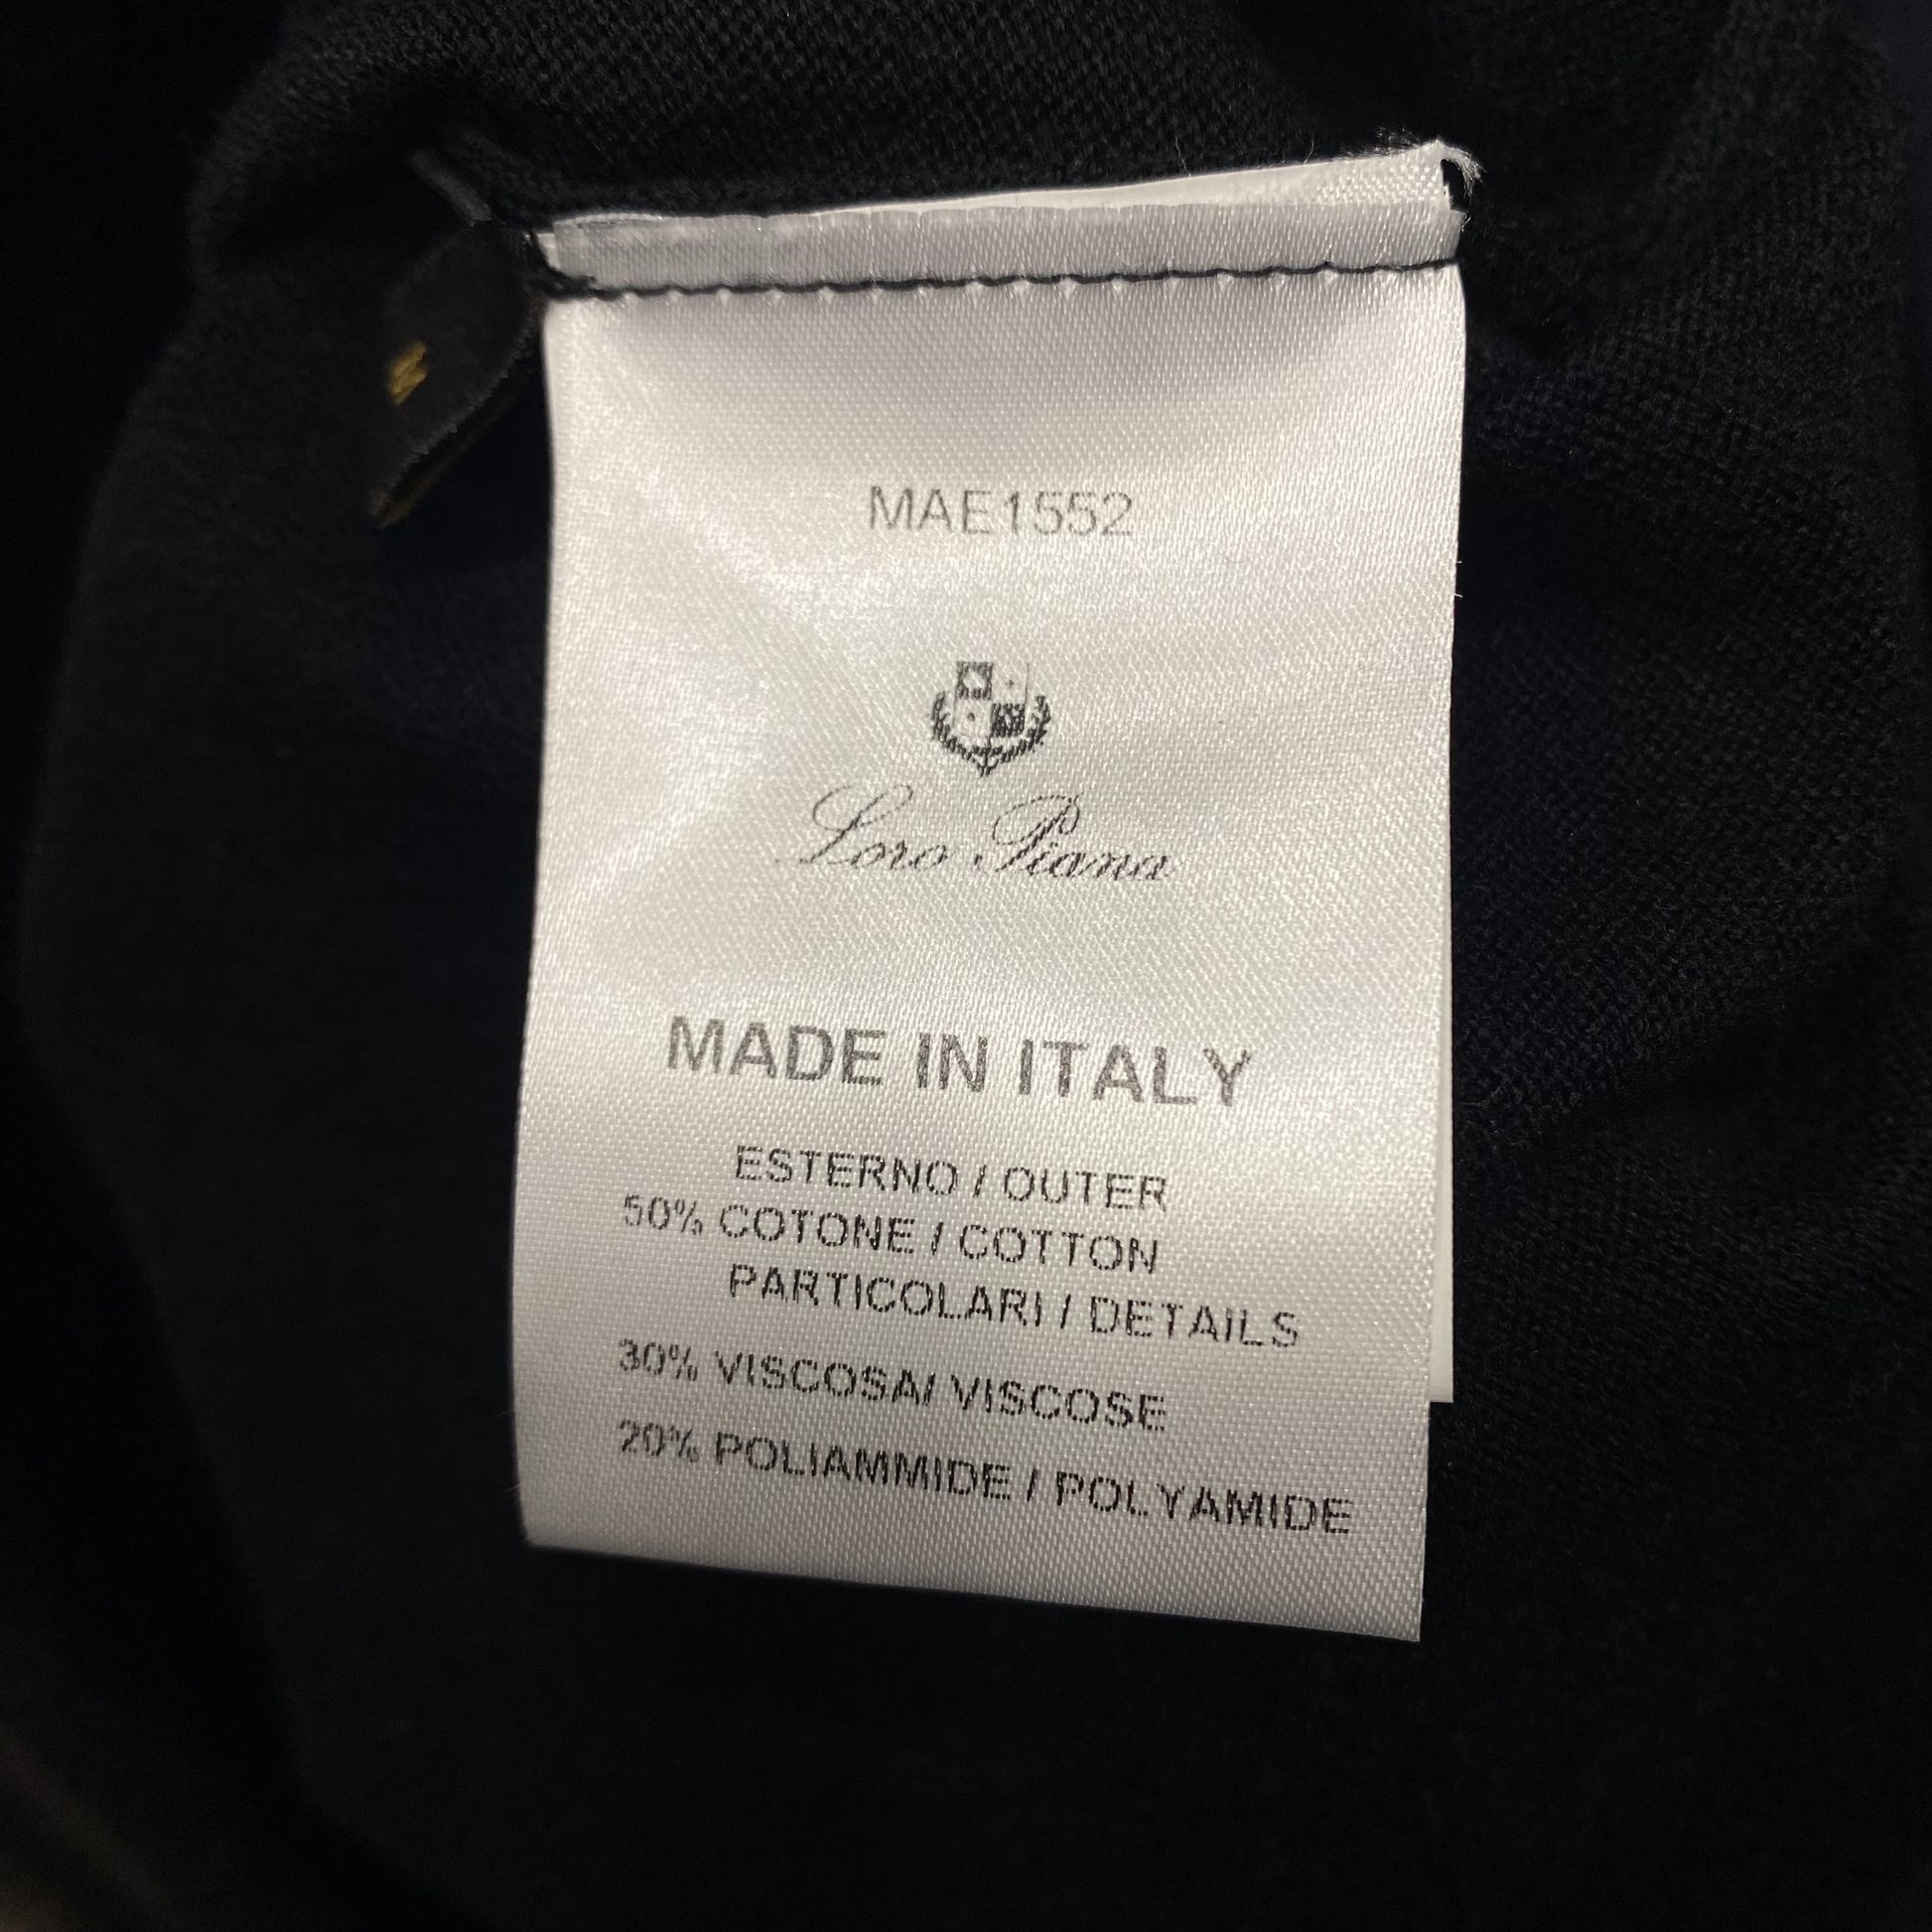 MAE1552
Loro Piana
MADE IN ITALY
ESTERNO / OUTER
50% COTONE / COTTON
PARTICOLARI / DETAILS
30% VISCOSA/ VISCOSE
20% POLIAMMIDE / POLYAMIDE